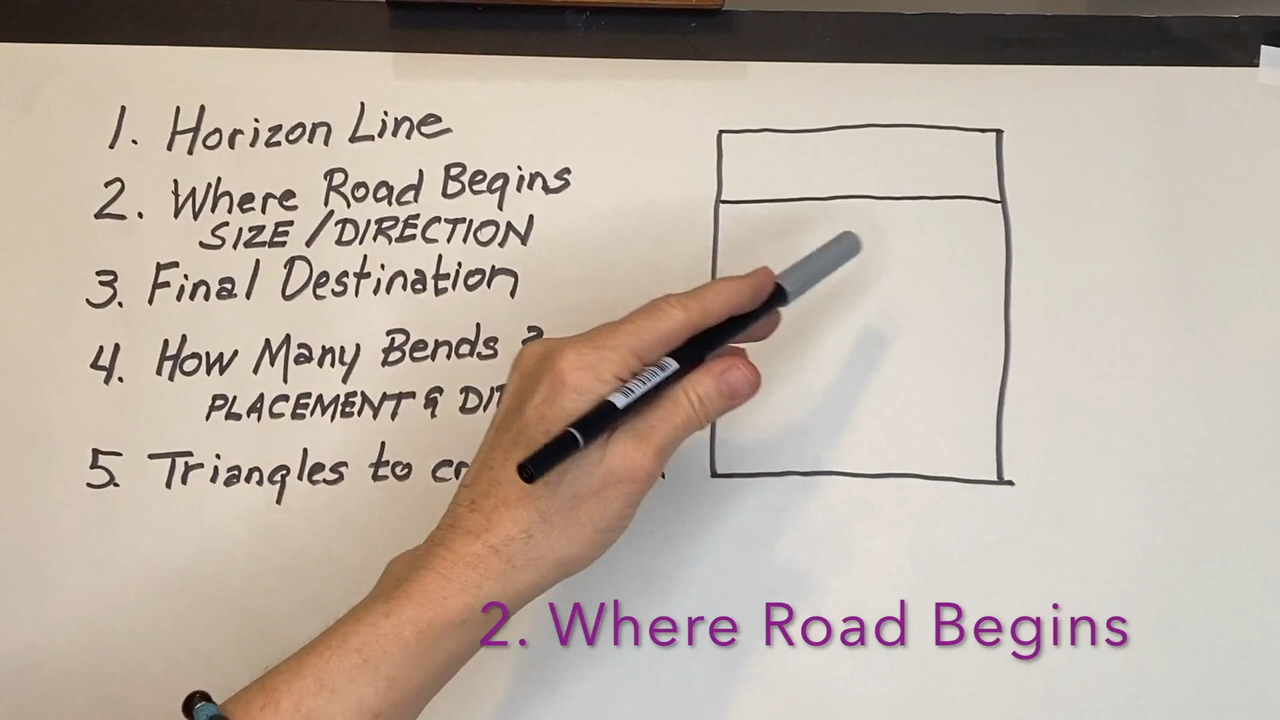 1. Horizon Line
2. Where Road Begins
SIZE / DIRECTION
3. Final Destination
4. How Many Bends ?
PLACEMENT & 
5. Triangles to
2. Where Road Begins